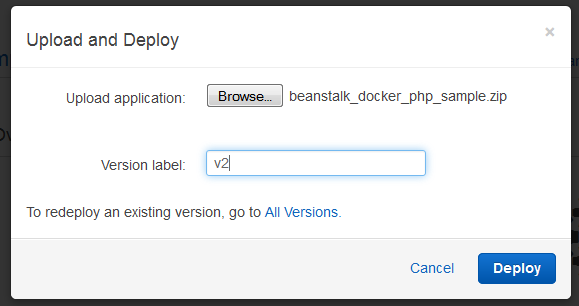 Upload and Deploy ×
Upload application: Browse... beanstalk_docker_php_sample.zip
Version label: v2
To redeploy an existing version, go to All Versions.
Cancel Deploy